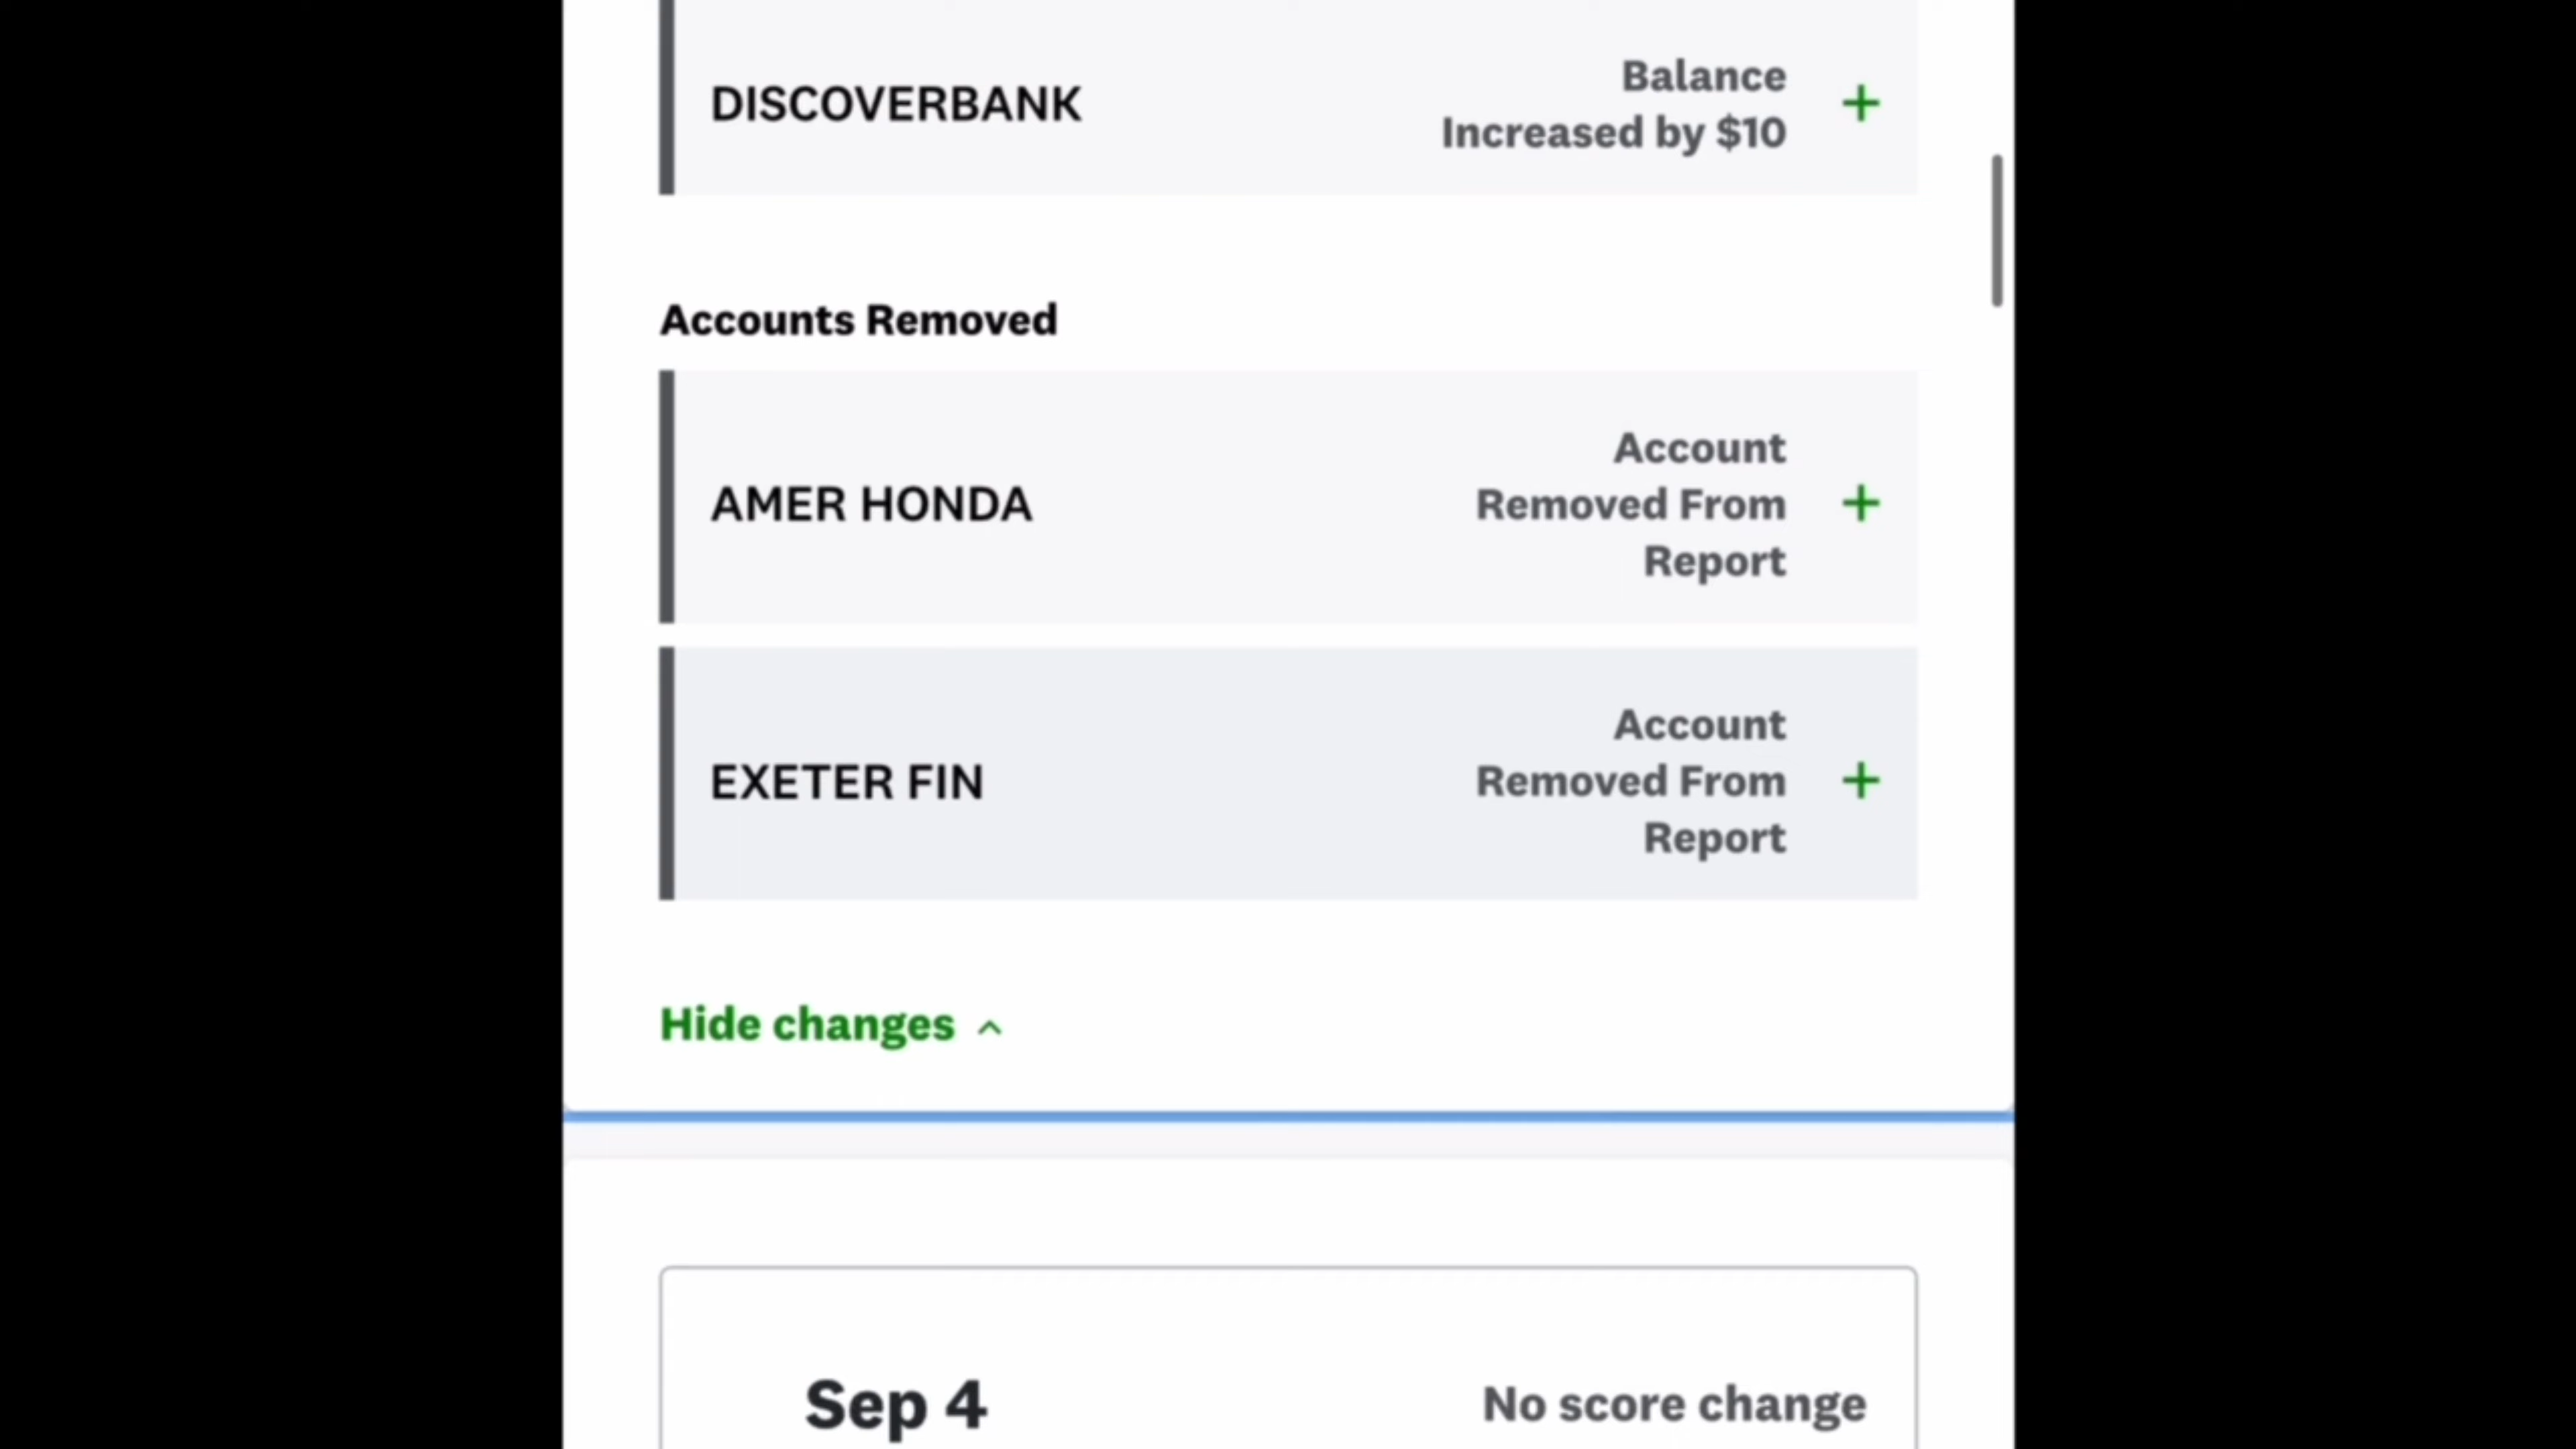 DISCOVERBANK
Balance
Increased by $10
Accounts Removed
AMER HONDA
Account
Removed From
Report
EXETER FIN
Account
Removed From
Report
Hide changes
Sep 4
No score change